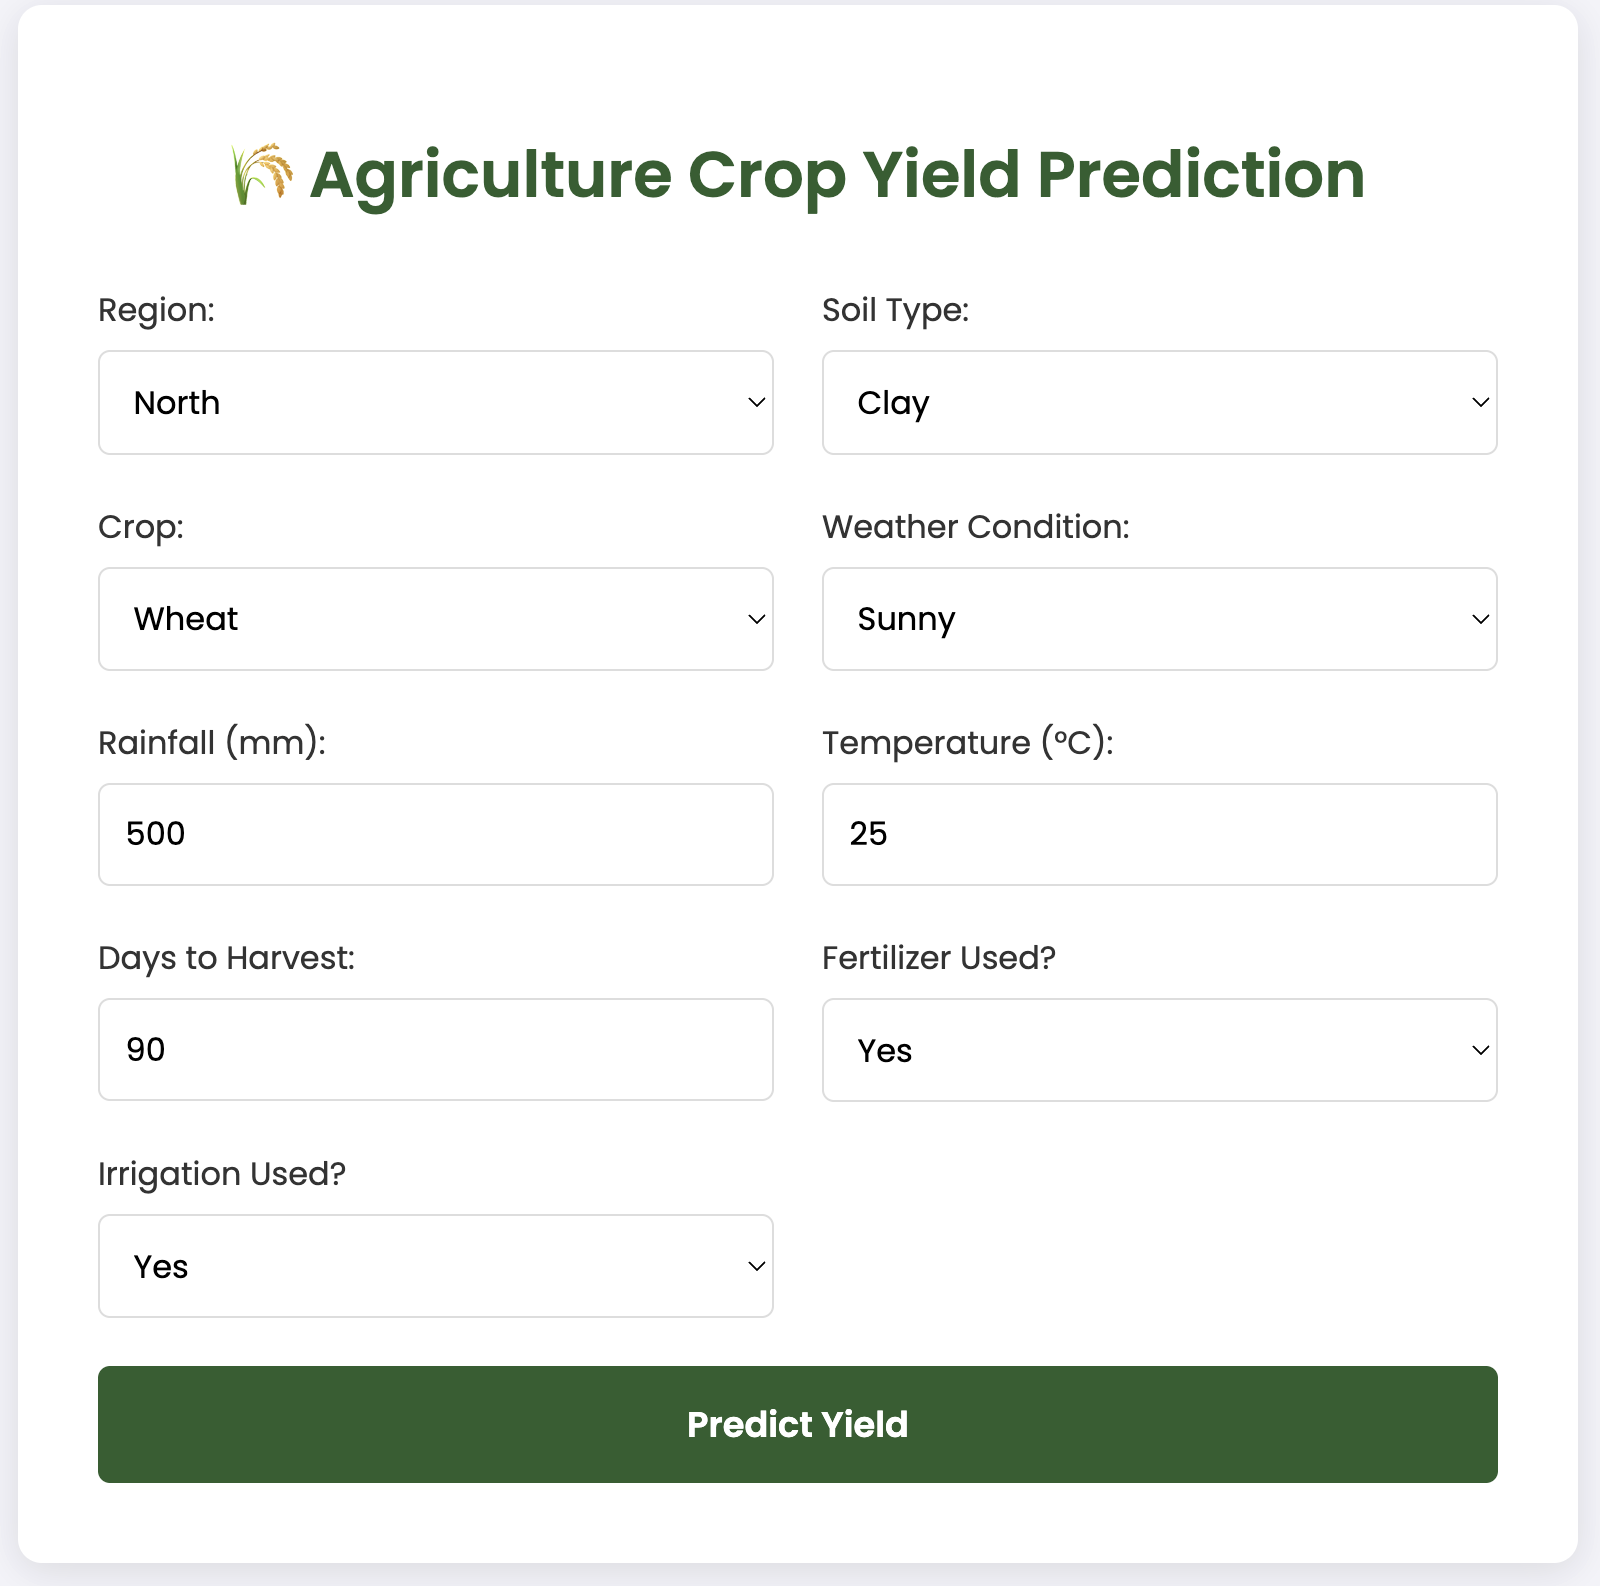 Agriculture Crop Yield Prediction
Region:
North
Soil Type:
Clay
Crop:
Wheat
Weather Condition:
Sunny
Rainfall (mm):
500
Temperature (°C):
25
Days to Harvest:
90
Fertilizer Used?
Yes
Irrigation Used?
Yes
Predict Yield